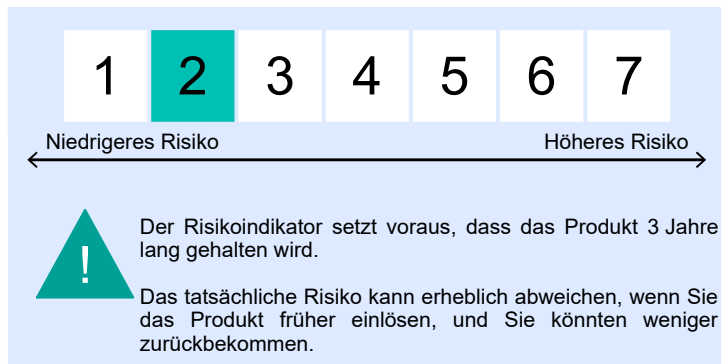 1 2 3 4 5 6 7
Niedrigeres Risiko Höheres Risiko
! Der Risikoindikator setzt voraus, dass das Produkt 3 Jahre
lang gehalten wird.
Das tatsächliche Risiko kann erheblich abweichen, wenn Sie
das Produkt früher einlösen, und Sie könnten weniger
zurückbekommen.